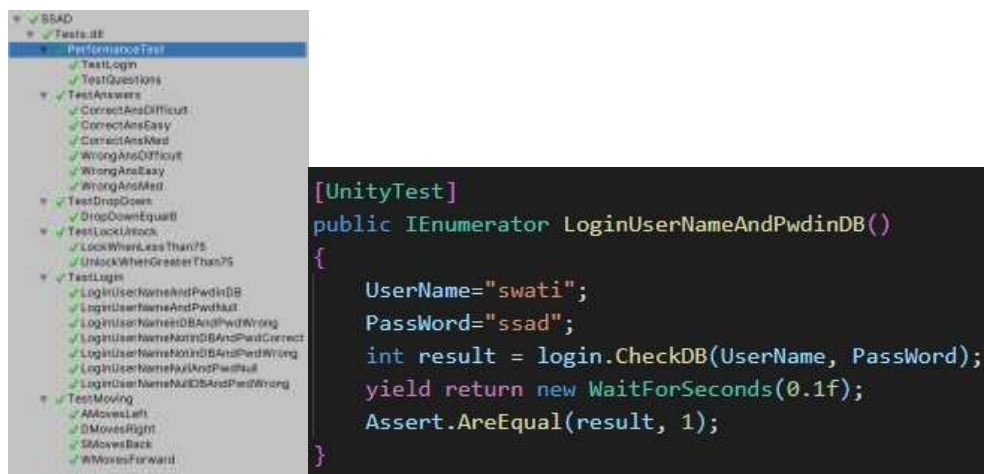 SSAD
Tests.dll
PerformanceTest
TestLogin
TestQuestions
TestAnswers
CorrectAnsDifficult
CorrectAnsEasy
CorrectAnsMed
WrongAnsDifficult
WrongAnsEasy
WrongAnsMed
TestDropDown
DropDownEqual8
TestLockUnlock
LockWhenLessThan75
UnlockWhenGreaterThan75
TestLogin
LoginUserNameAndPwdinDB
LoginUserNameAndPwdNull
LoginUserNameinDBAndPwdWrong
LoginUserNameNotinDBAndPwdCorrect
LoginUserNameNotinDBAndPwdWrong
LoginUserNameNullAndPwdNull
LoginUserNameNullDBAndPwdWrong
TestMoving
AMovesLeft
DMovesRight
SMovesBack
WMovesForward
[UnityTest]
public IEnumerator LoginUserNameAndPwdinDB()
{
UserName="swati";
PassWord="ssad";
int result = login.CheckDB(UserName, PassWord);
yield return new WaitForSeconds(0.1f);
Assert.AreEqual(result, 1);
}